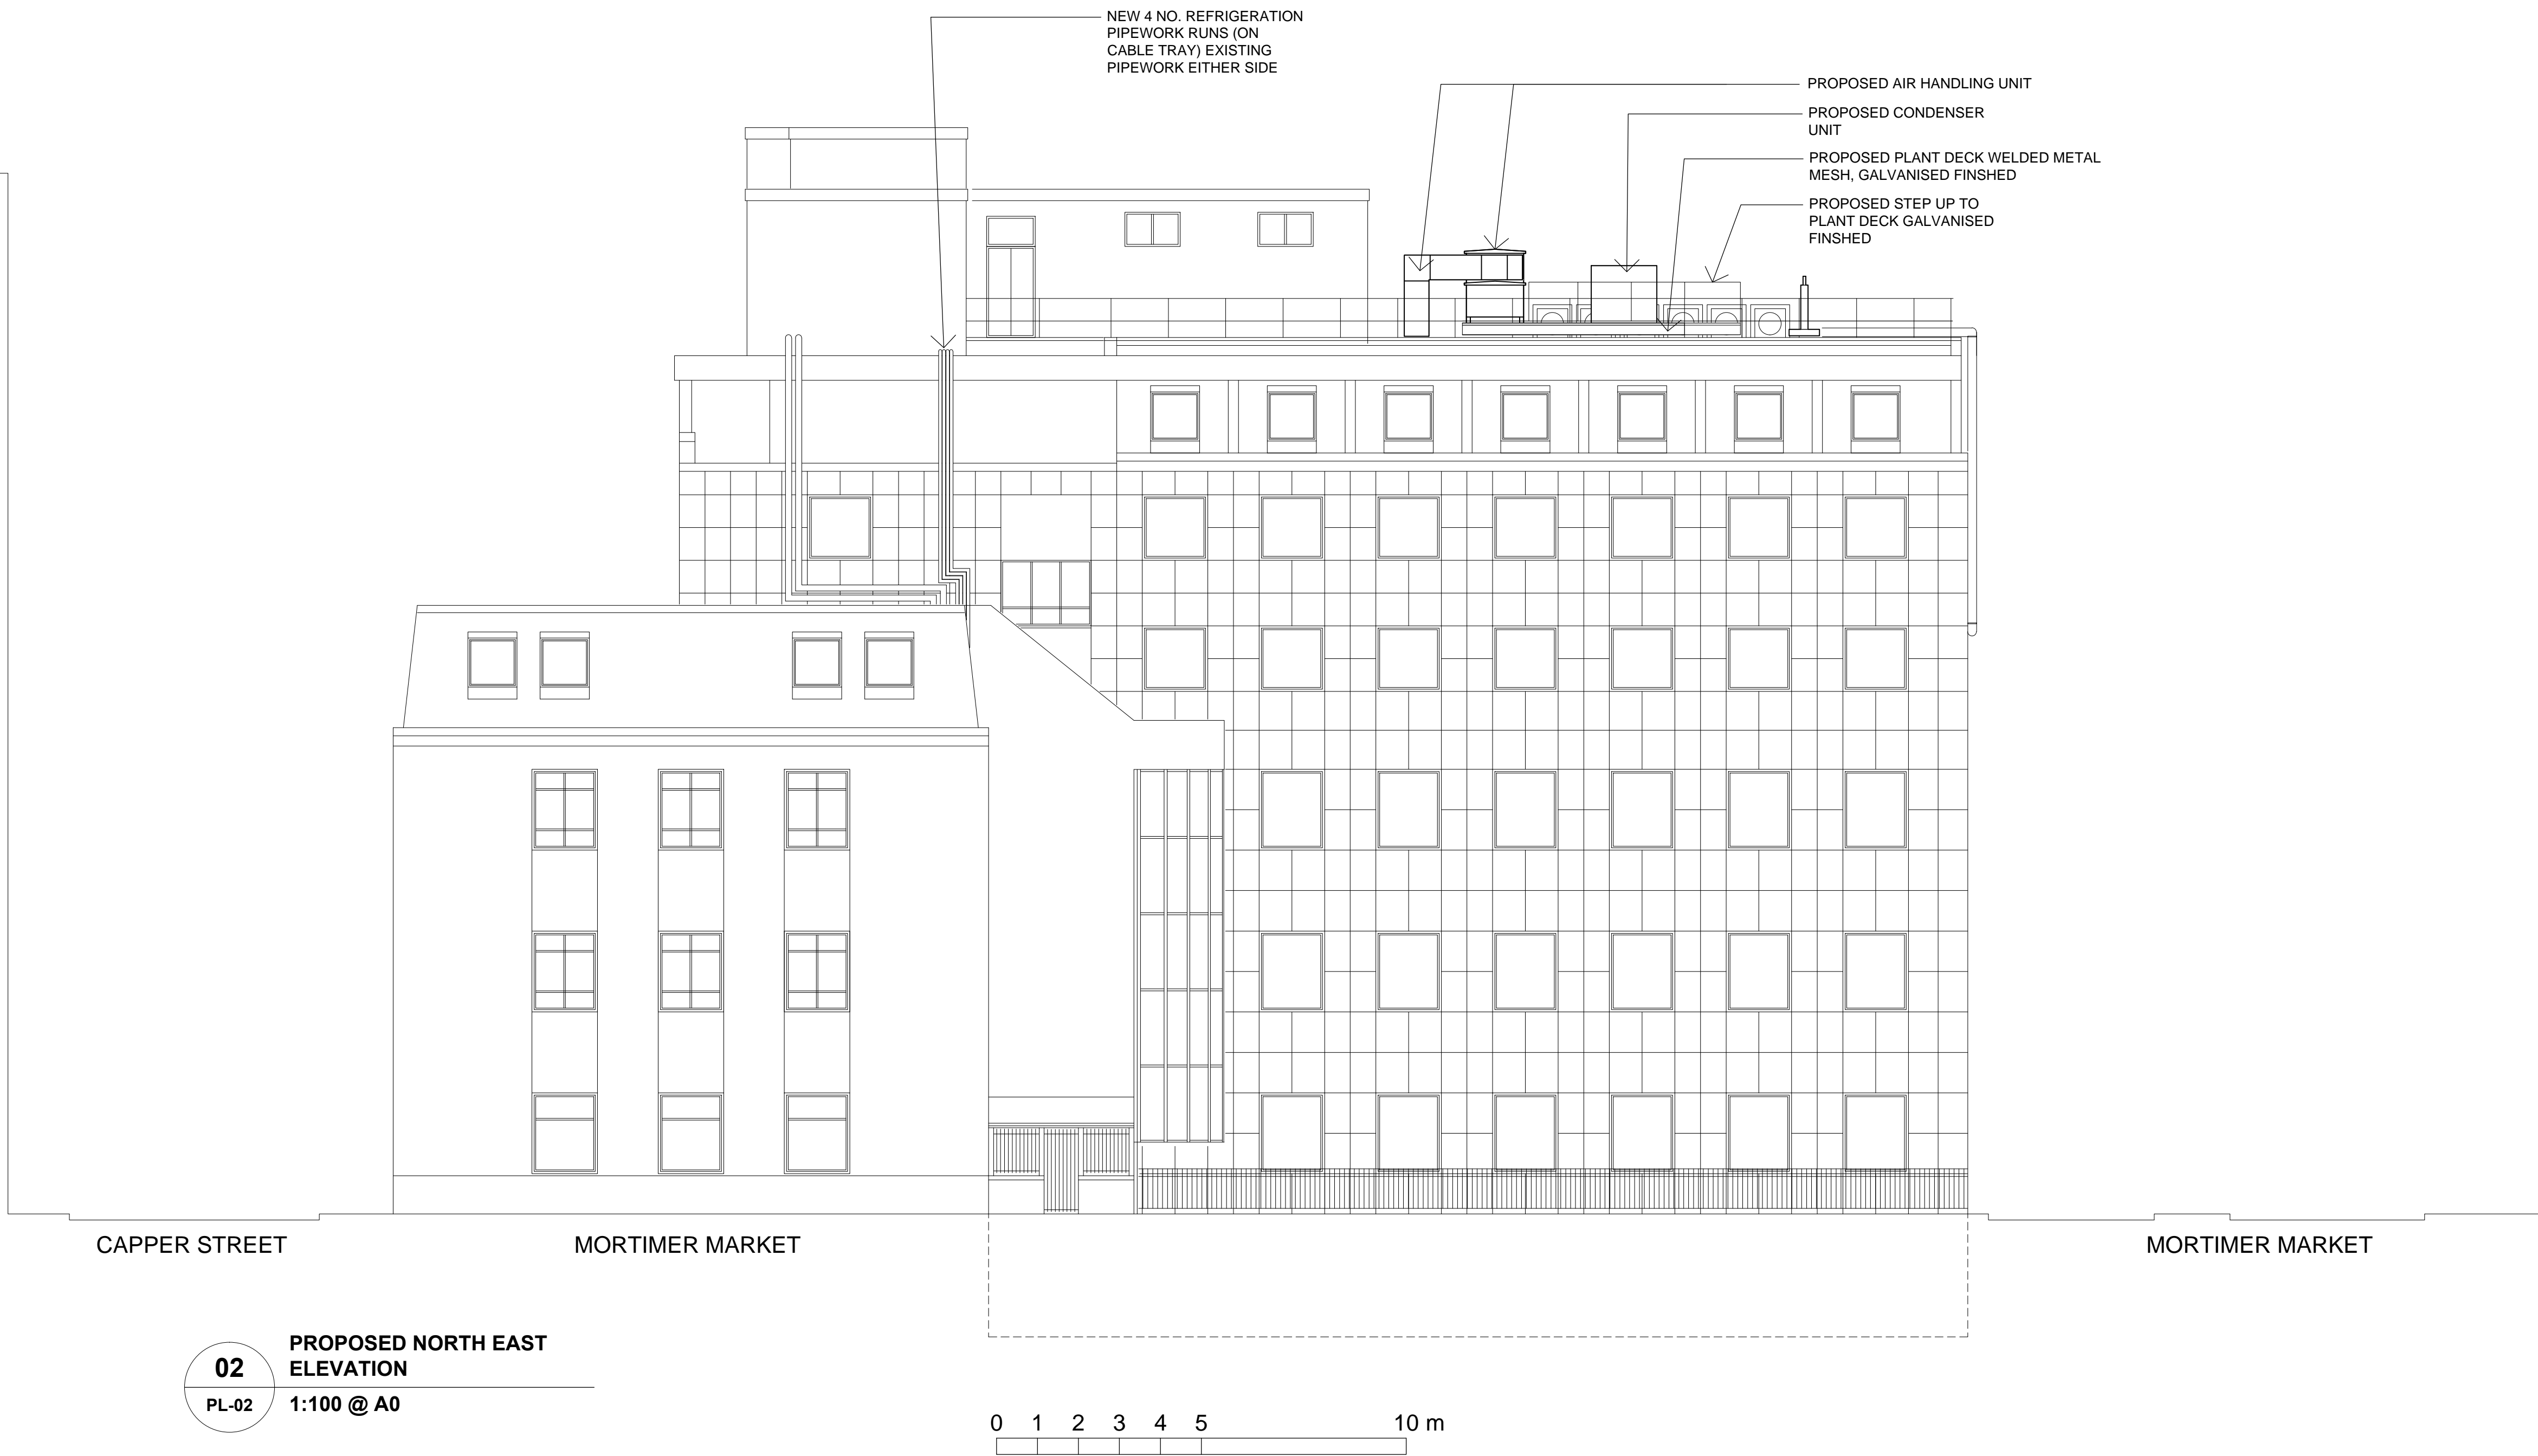 NEW 4 NO. REFRIGERATION
PIPEWORK RUNS (ON
CABLE TRAY) EXISTING
PIPEWORK EITHER SIDE
PROPOSED AIR HANDLING UNIT
PROPOSED CONDENSER
UNIT
PROPOSED PLANT DECK WELDED METAL
MESH, GALVANISED FINSHED
PROPOSED STEP UP TO
PLANT DECK GALVANISED
FINSHED
CAPPER STREET
MORTIMER MARKET
MORTIMER MARKET
02
PL-02
PROPOSED NORTH EAST
ELEVATION
1:100 @ A0
0 1 2 3 4 5 10 m